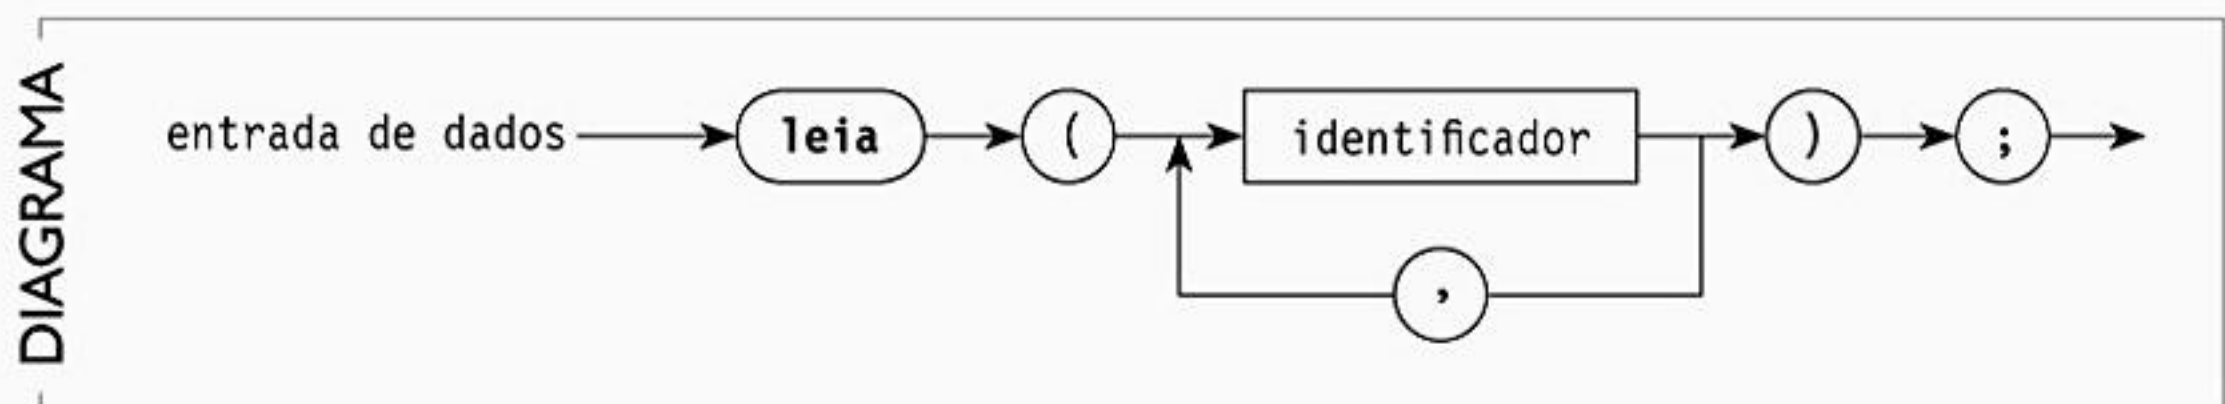 DIAGRAMA
entrada de dados leia ( identificador ) ;
,